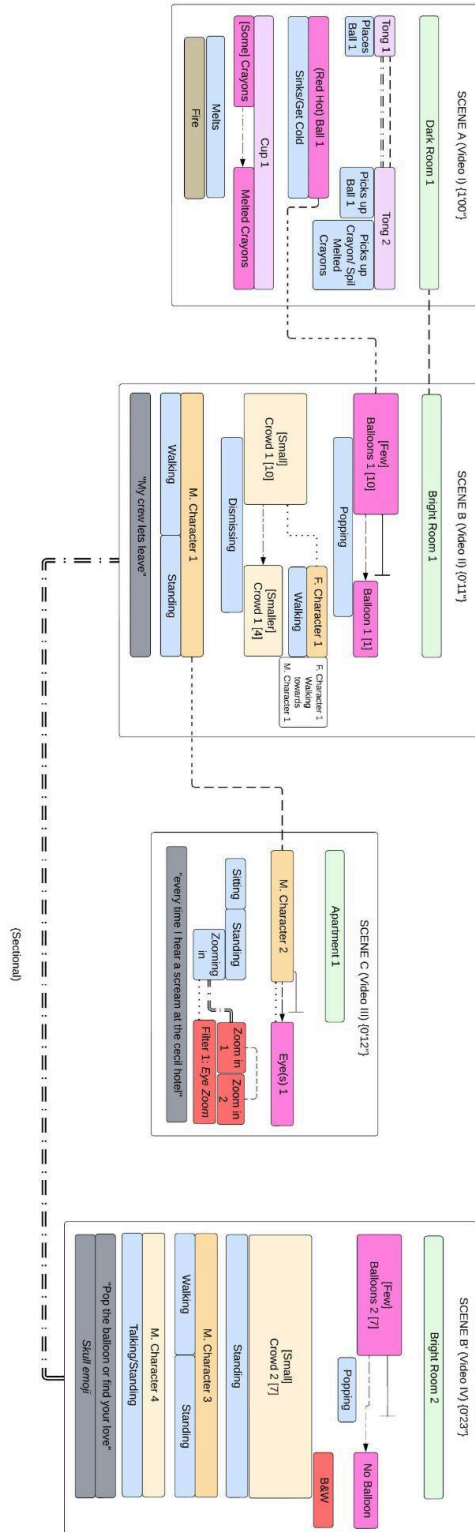 SCENE A (Video I) {1'00"}
Dark Room 1
Tong 1
Places
Ball 1
Tong 2
Picks up
Ball 1
Picks up
Crayon/ Spil
Melted
Crayons
(Red Hot) Ball 1
Sinks/Get Cold
Cup 1
[Some] Crayons
Melted Crayons
Melts
Fire
SCENE B (Video II) {0'11"}
Bright Room 1
[Few]
Balloons 1 [10]
Balloon 1 [1]
Popping
F. Character 1
Walking
F. Character 1
Walking
towards
M. Character 1
[Small]
Crowd 1 [10]
[Smaller]
Crowd 1 [4]
Dismissing
M. Character 1
Walking
Standing
"My crew lets leave"
SCENE C (Video III) {0'12"}
Apartment 1
M. Character 2
Eye(s) 1
Sitting
Standing
Zooming
in
Zoom in
1
Zoom in
2
Filter 1: Eye Zoom
"every time I hear a scream at the cecil hotel"
SCENE B' (Video IV) {0'23"}
Bright Room 2
[Few]
Balloons 2 [7]
No Balloon
Popping
B&W
[Small]
Crowd 2 [7]
Standing
M. Character 3
Walking
Standing
M. Character 4
Talking/Standing
"Pop the balloon or find your love"
Skull emoji
(Sectional)